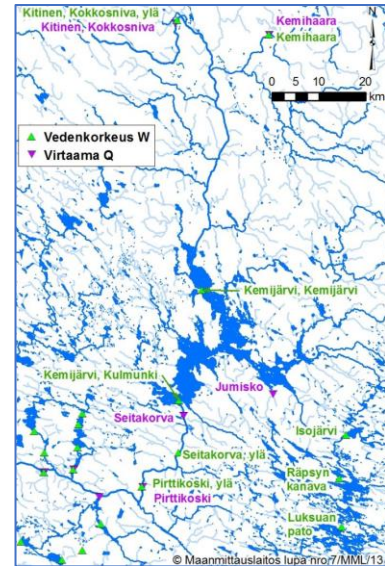 Kitinen, Kokkosniva, ylä
Kitinen, Kokkosniva
Kemihaara
Kemihaara
N
0 5 10 20
km
Vedenkorkeus W
Virtaama Q
Kemijärvi, Kemijärvi
Kemijärvi, Kulmunki
Jumisko
Seitakorva
Isojärvi
Seitakorva, ylä
Räpsyn
kanava
Pirttikoski, ylä
Pirttikoski
Luksuan
pato
© Maanmittauslaitos lupa nro 7/MML/13